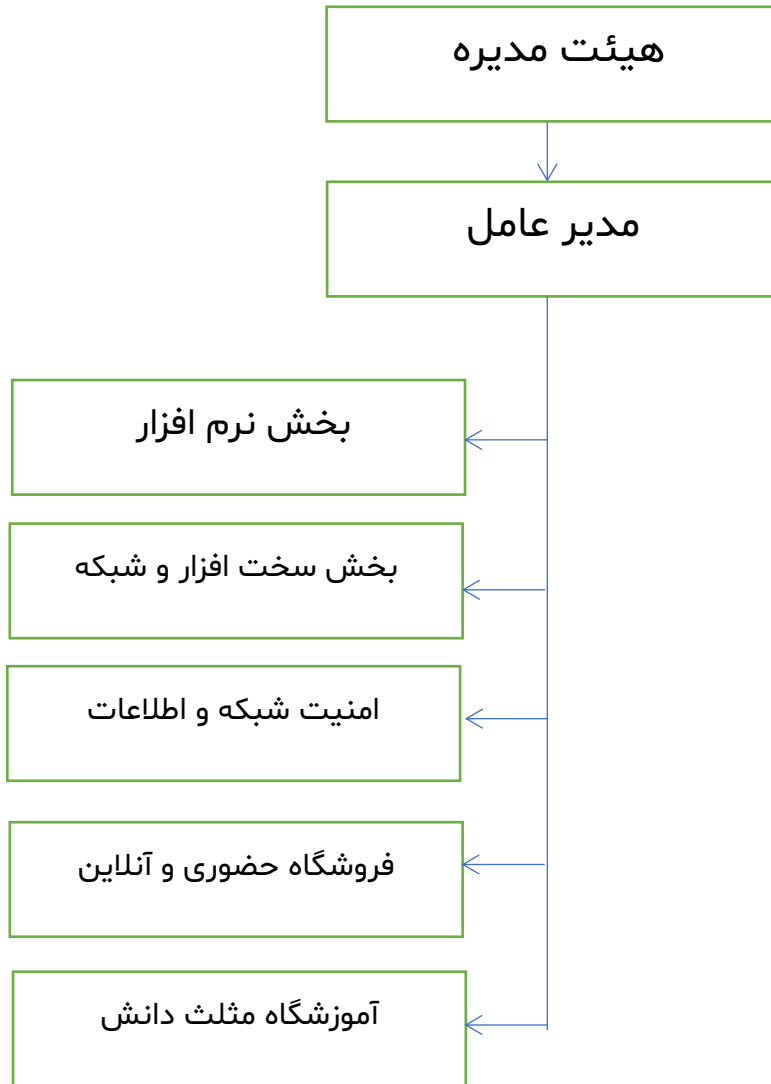 هیئت مدیره
مدیر عامل
بخش نرم افزار
بخش سخت افزار و شبکه
امنیت شبکه و اطلاعات
فروشگاه حضوری و آنلاین
آموزشگاه مثلث دانش